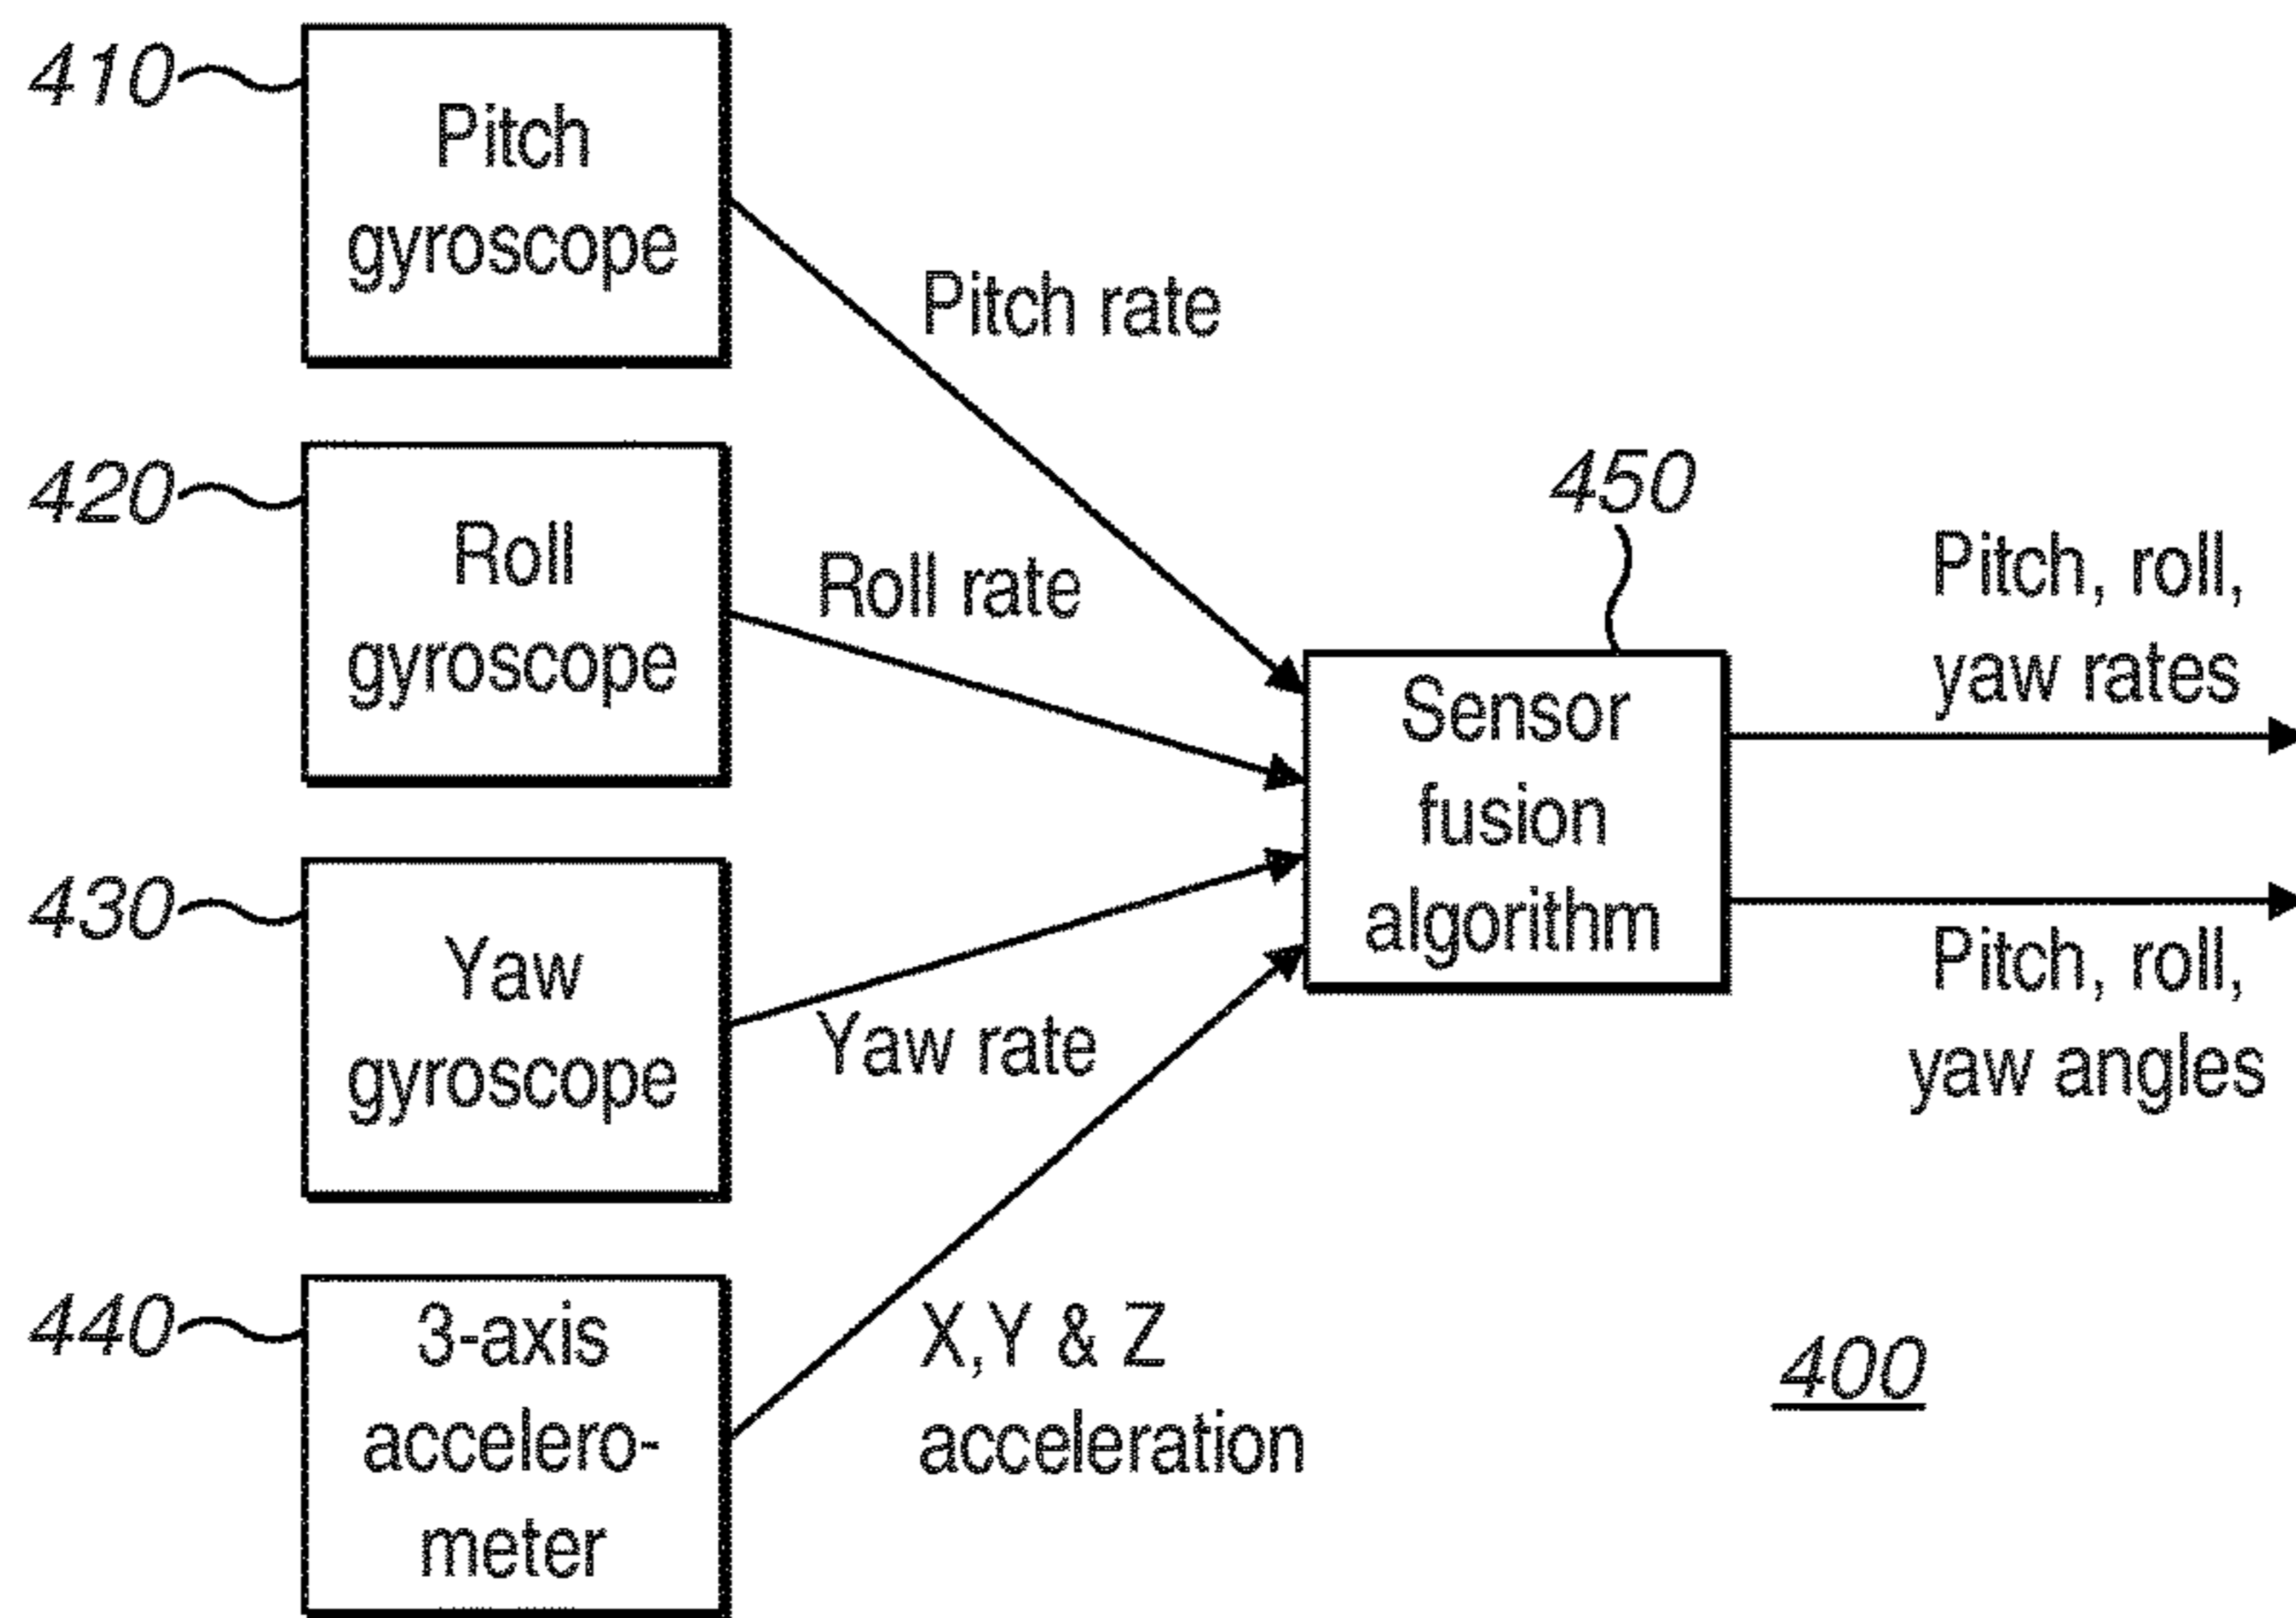 410
Pitch
gyroscope
Pitch rate
420
Roll
gyroscope
Roll rate
450
Sensor
fusion
algorithm
Pitch, roll,
yaw rates
Pitch, roll,
yaw angles
430
Yaw
gyroscope
Yaw rate
440
3-axis
accelero-
meter
X,Y & Z
acceleration
400